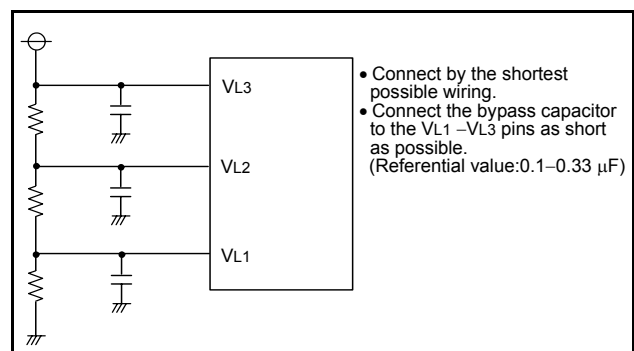 VL3
VL2
VL1
• Connect by the shortest
possible wiring.
• Connect the bypass capacitor
to the VL1 –VL3 pins as short
as possible.
(Referential value:0.1–0.33 μF)